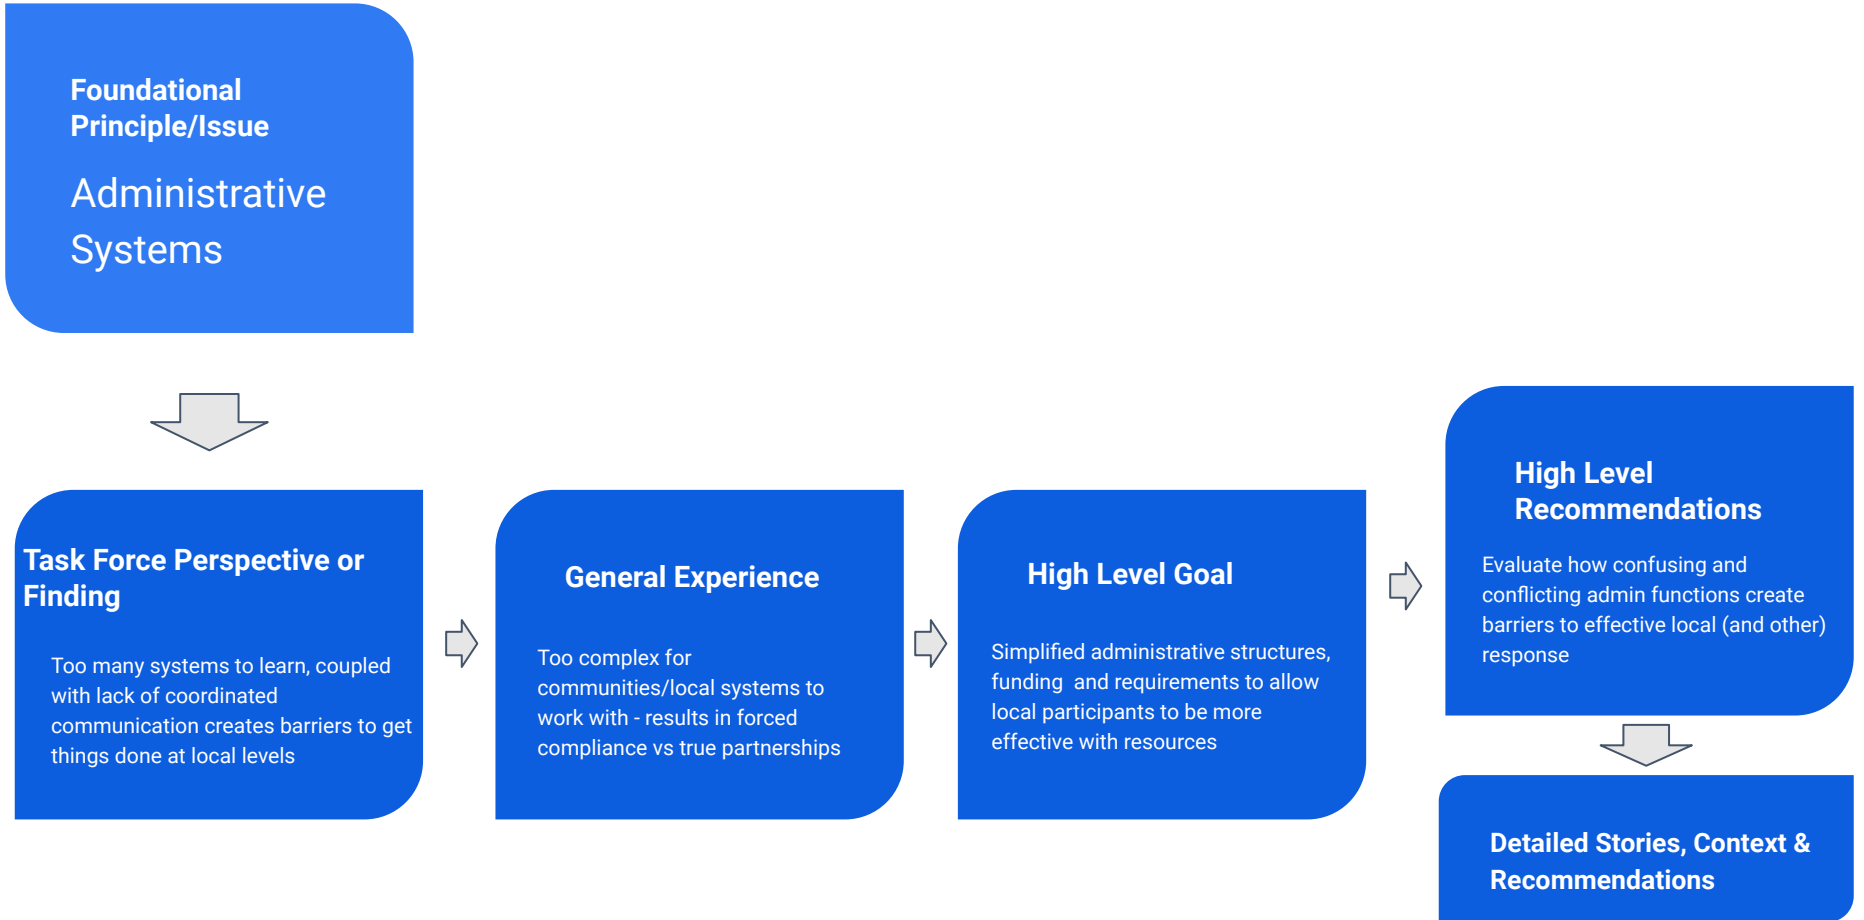 Foundational
Principle/Issue
Administrative
Systems
Task Force Perspective or
Finding
Too many systems to learn, coupled
with lack of coordinated
communication creates barriers to get
things done at local levels
General Experience
Too complex for
communities/local systems to
work with - results in forced
compliance vs true partnerships
High Level Goal
Simplified administrative structures,
funding  and requirements to allow
local participants to be more
effective with resources
High Level
Recommendations
Evaluate how confusing and
conflicting admin functions create
barriers to effective local (and other)
response
Detailed Stories, Context &
Recommendations